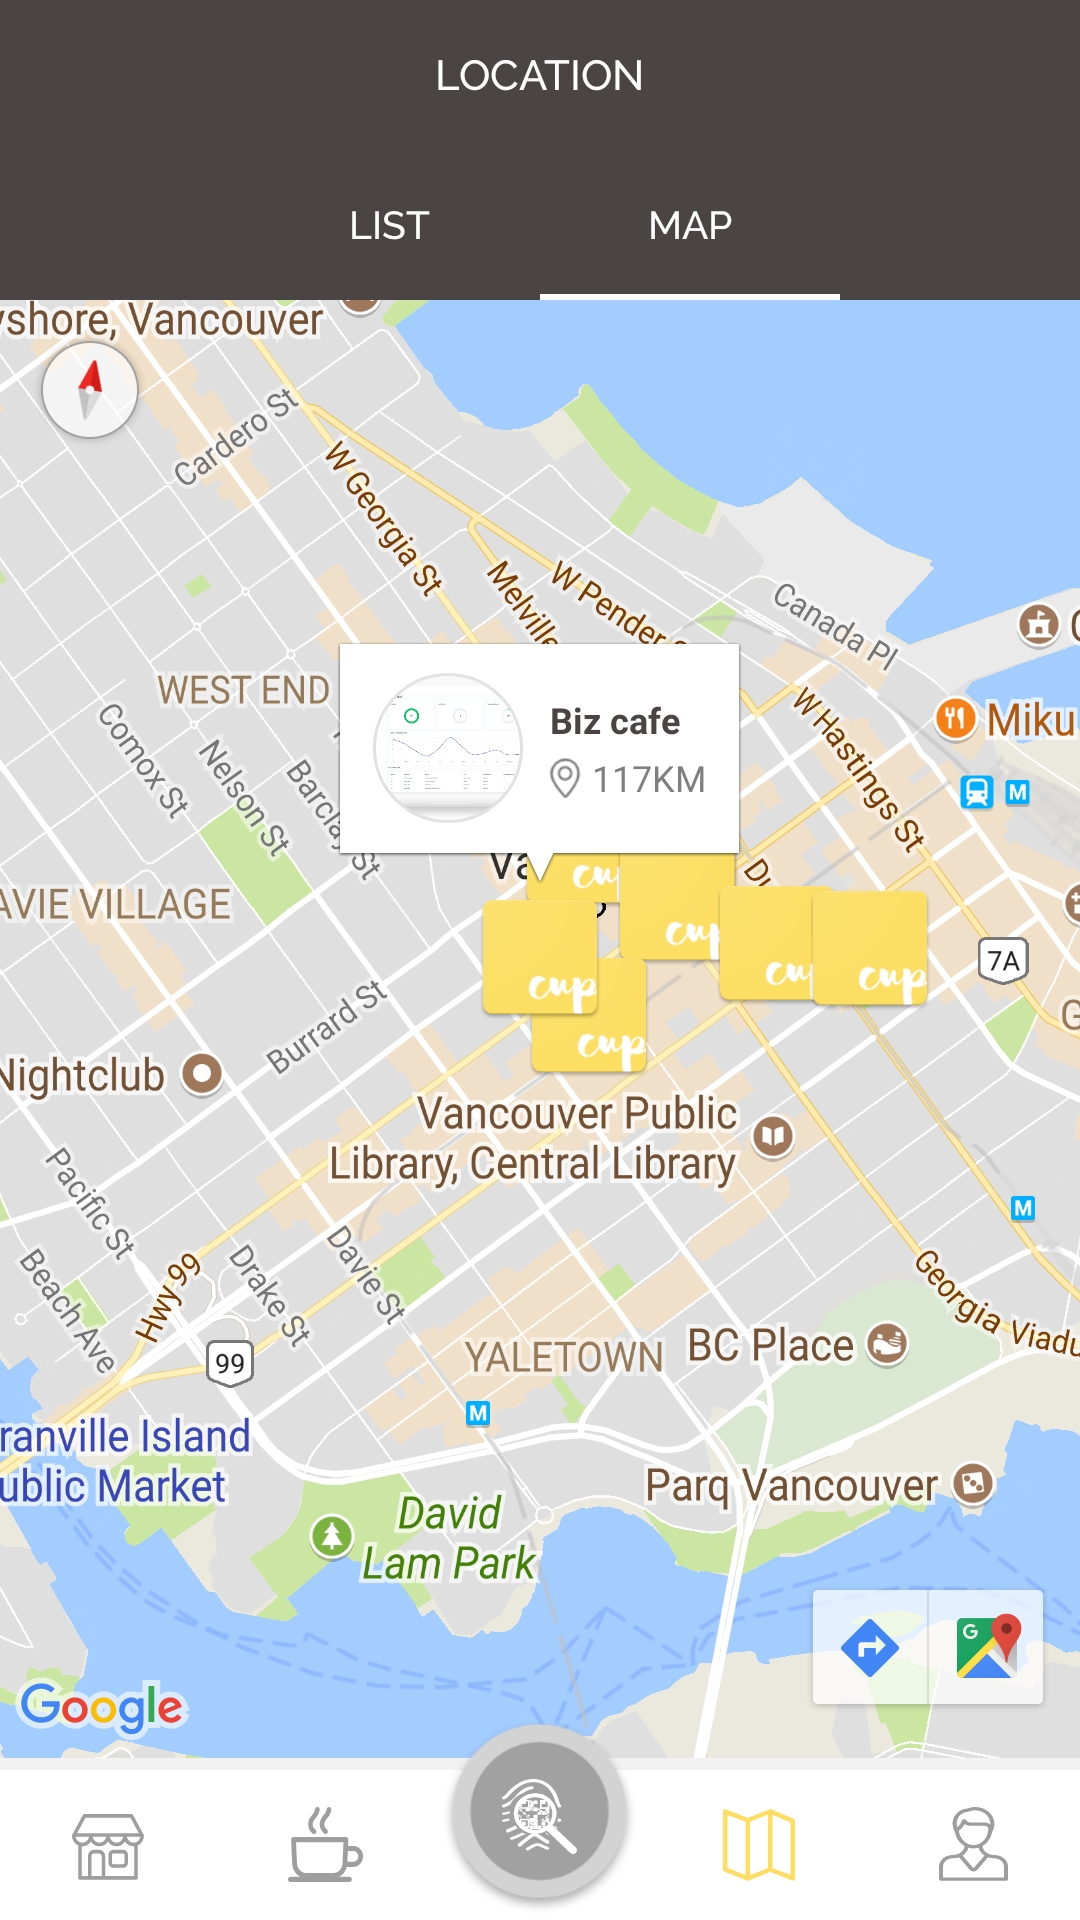 LOCATION
LIST
MAP
yshore, Vancouver
Cardero St
W Georgia St
Melville
W Pender
Canada Pl
WEST END
Comox St
Nelson St
Barclay St
Biz cafe
117KM
W Hastings St
Miku
M
Va
cup
cup
cup
cup
cup
cup
AVIE VILLAGE
7A
Burrard St
Nightclub
Vancouver Public
Library, Central Library
Pacific St
M
Beach Ave
Hwy 99
Drake St
Davie St
Georgia Viadu
99
YALETOWN
BC Place
M
ranville Island
ublic Market
Parq Vancouver
David
Lam Park
G
Google